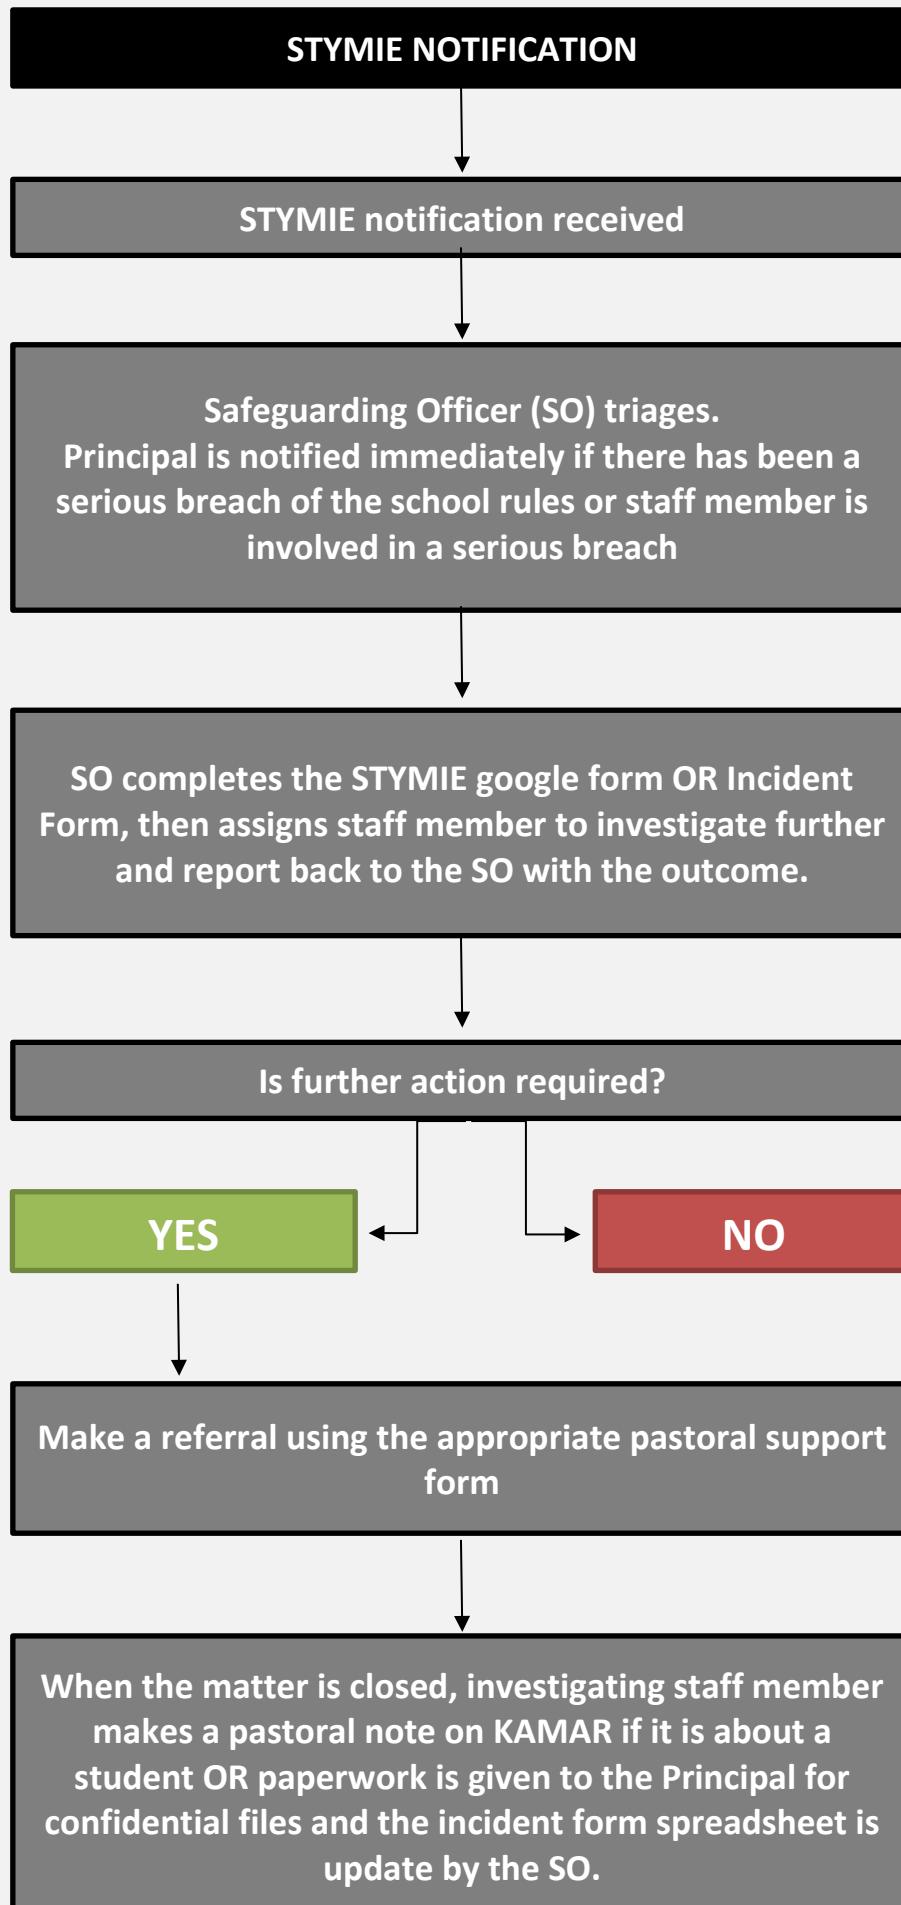 STYMIE NOTIFICATION
STYMIE notification received
Safeguarding Officer (SO) triages.
Principal is notified immediately if there has been a
serious breach of the school rules or staff member is
involved in a serious breach
SO completes the STYMIE google form OR Incident
Form, then assigns staff member to investigate further
and report back to the SO with the outcome.
Is further action required?
YES
NO
Make a referral using the appropriate pastoral support
form
When the matter is closed, investigating staff member
makes a pastoral note on KAMAR if it is about a
student OR paperwork is given to the Principal for
confidential files and the incident form spreadsheet is
update by the SO.